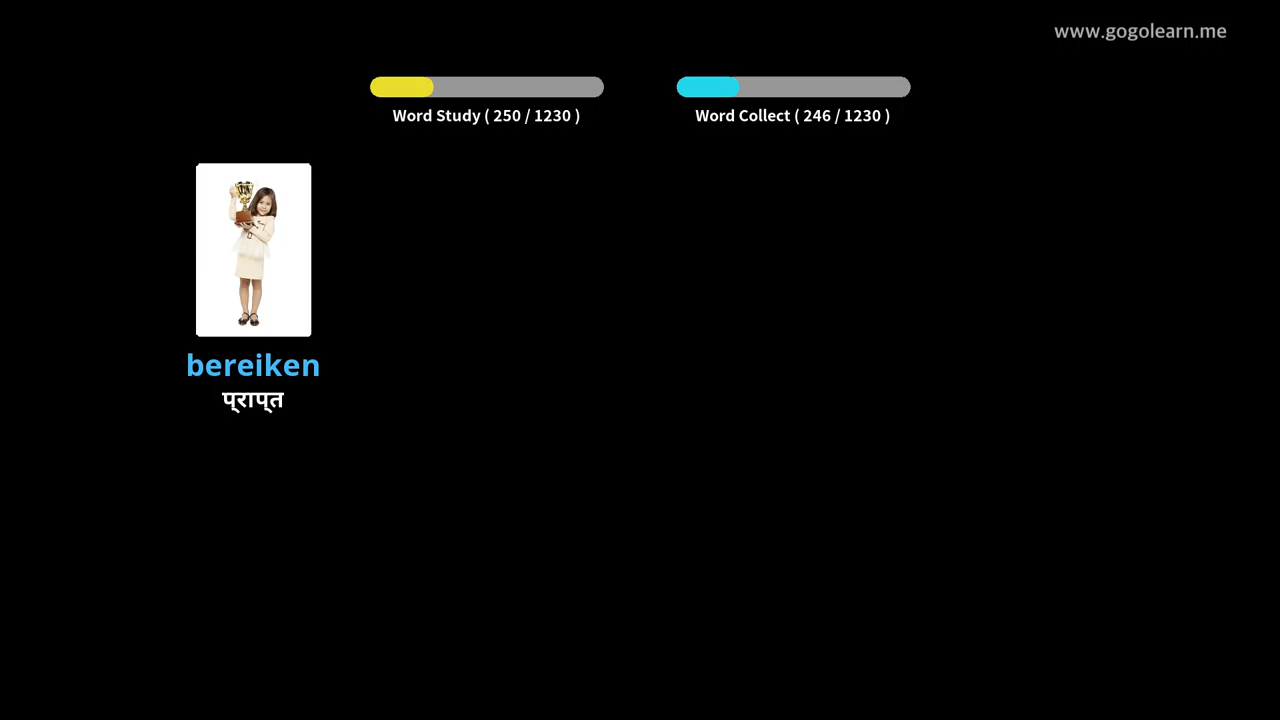 www.gogolearn.me
Word Study ( 250 / 1230 )
Word Collect ( 246 / 1230 )
bereiken
प्राप्त